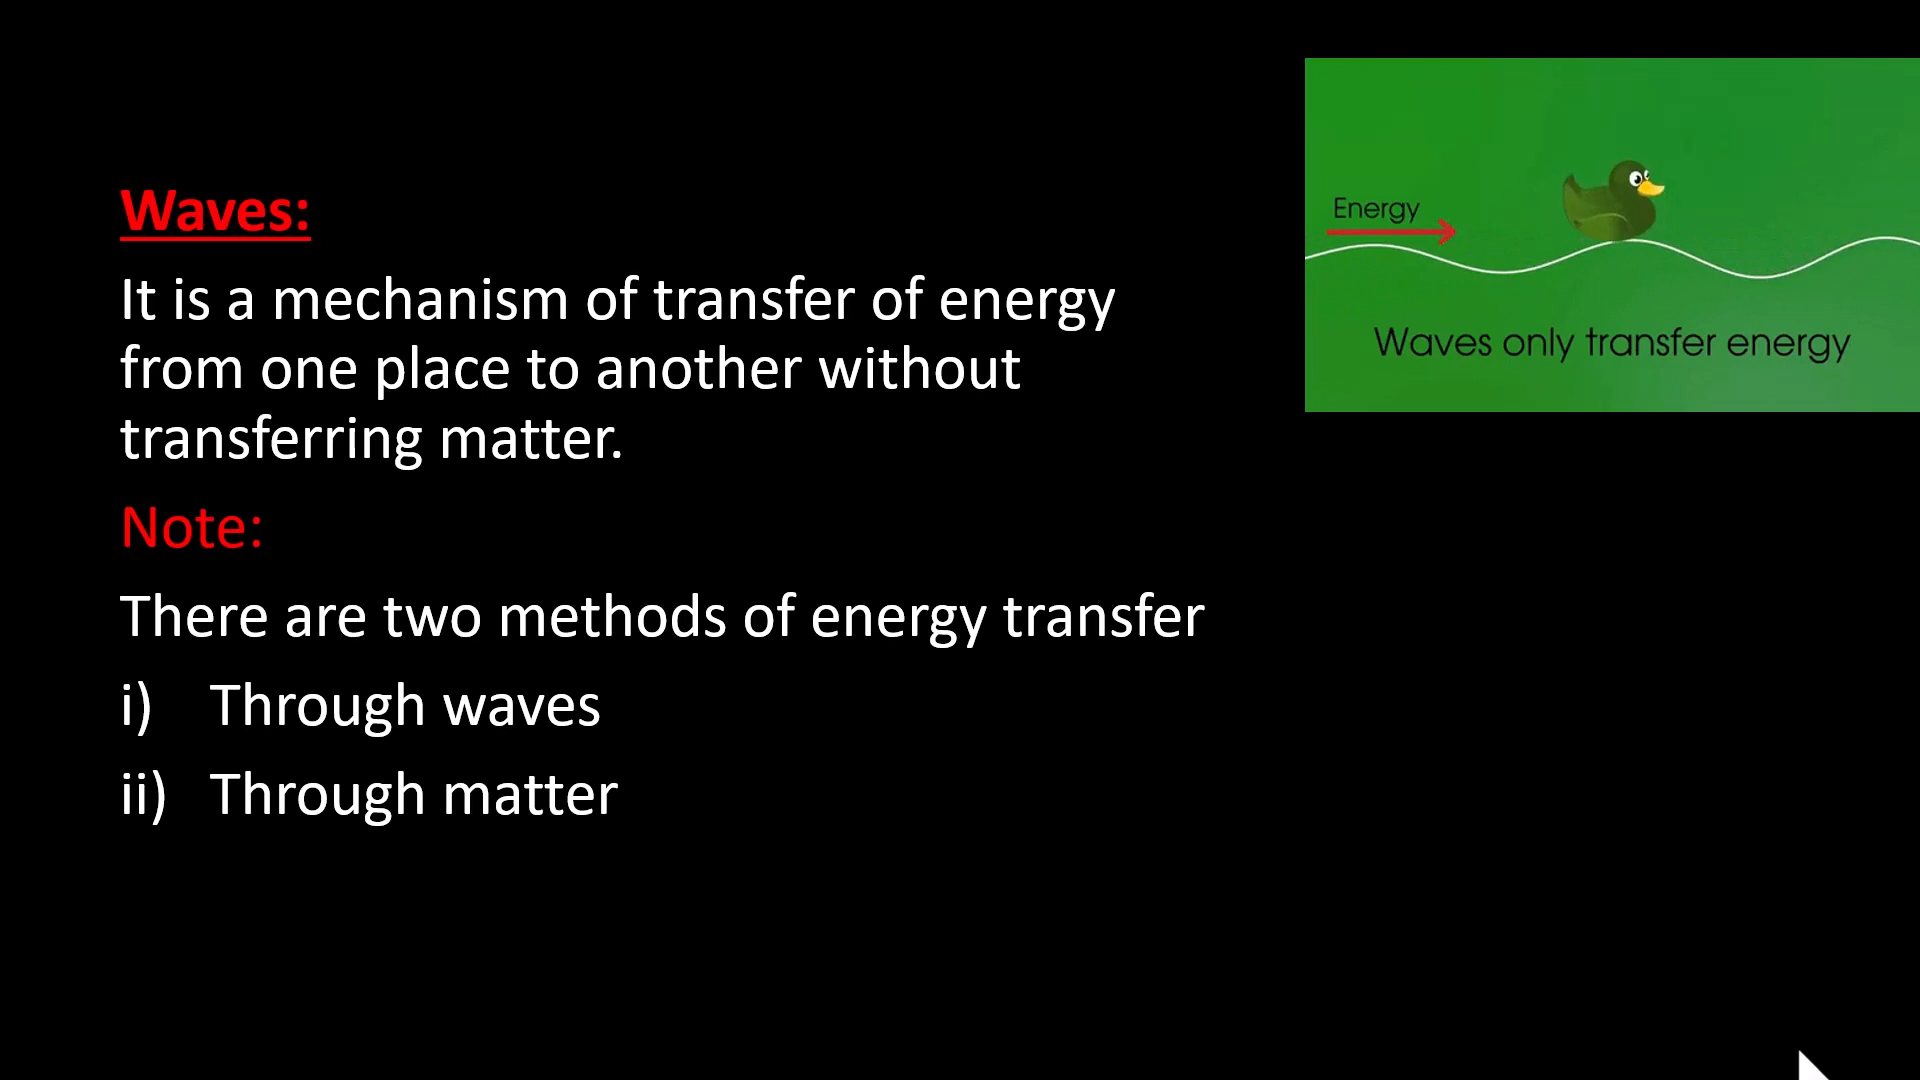 Waves:
It is a mechanism of transfer of energy
from one place to another without
transferring matter.
Note:
There are two methods of energy transfer
i) Through waves
ii) Through matter
Energy
Waves only transfer energy